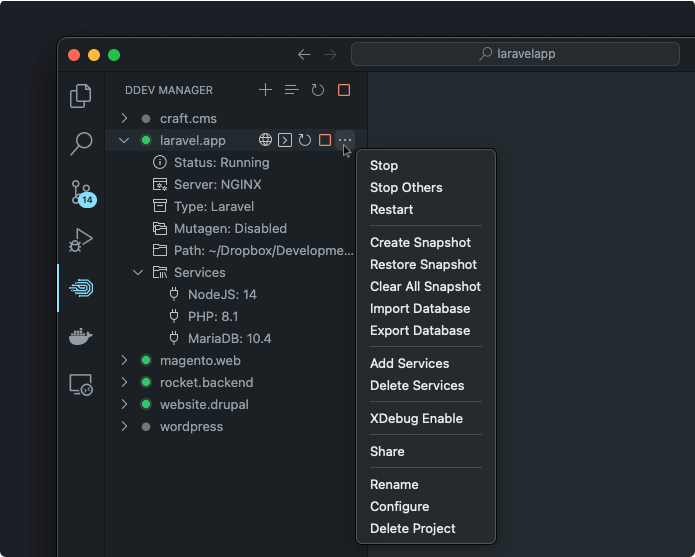 laravelapp
DDEV MANAGER
craft.cms
laravel.app
Status: Running
Server: NGINX
Type: Laravel
Mutagen: Disabled
Path: ~/Dropbox/Developme...
Services
NodeJS: 14
PHP: 8.1
MariaDB: 10.4
magento.web
rocket.backend
website.drupal
wordpress
14
Stop
Stop Others
Restart
Create Snapshot
Restore Snapshot
Clear All Snapshot
Import Database
Export Database
Add Services
Delete Services
XDebug Enable
Share
Rename
Configure
Delete Project